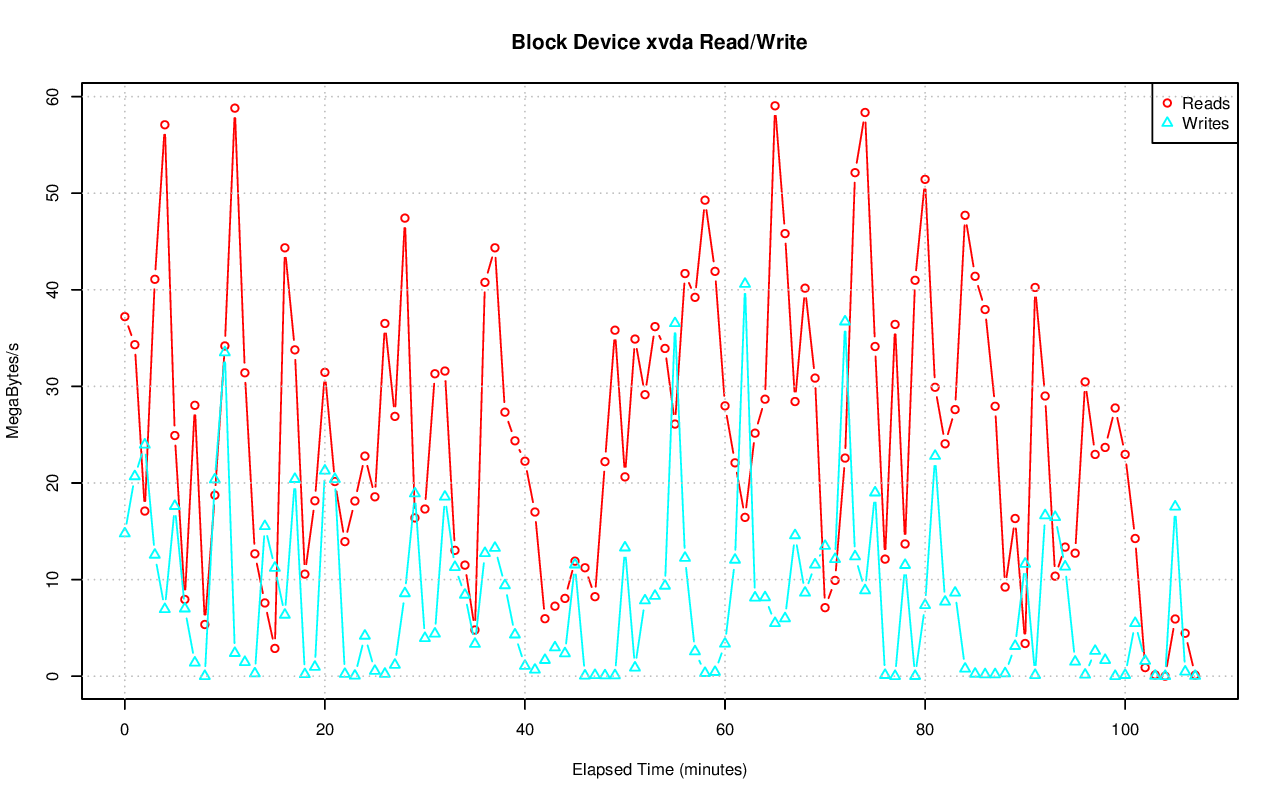 Block Device xvda Read/Write
Reads
Writes
MegaBytes/s
60
50
40
30
20
10
0
0 20 40 60 80 100
Elapsed Time (minutes)